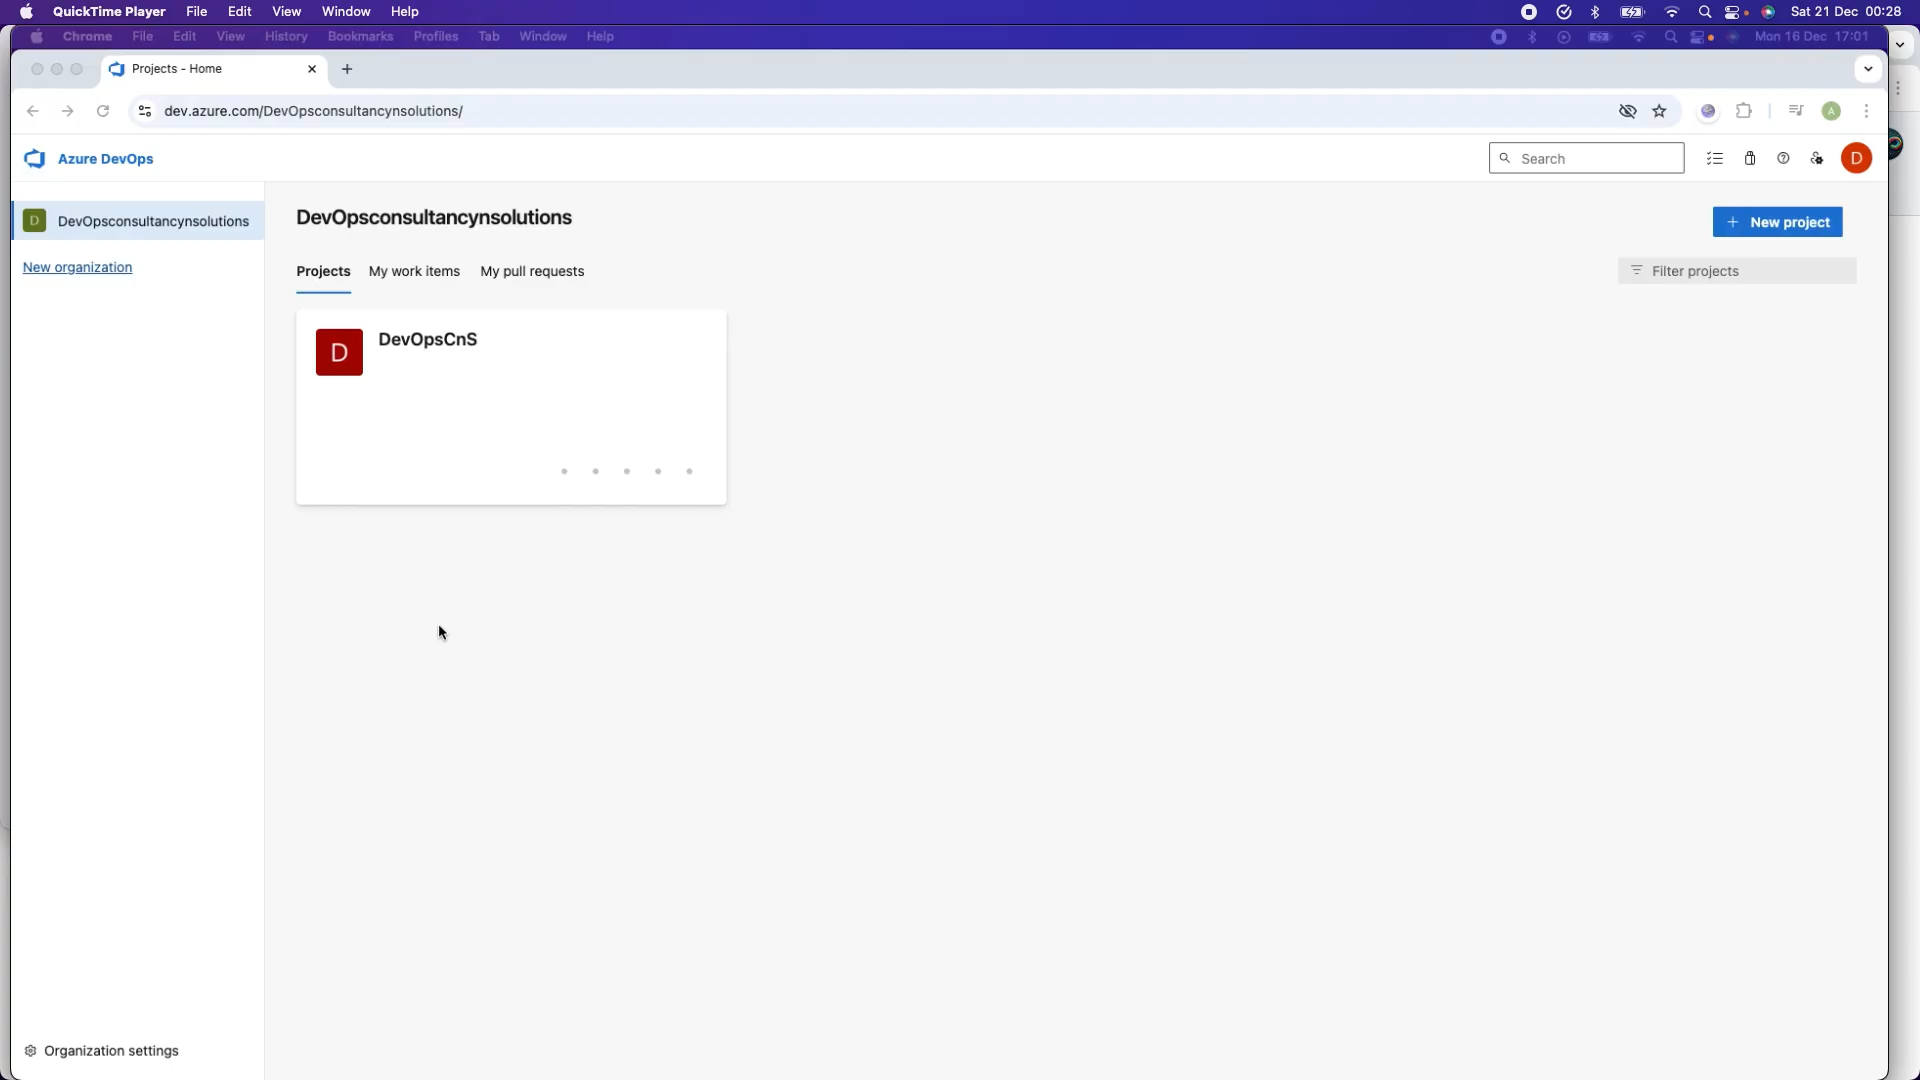 QuickTime Player File Edit View Window Help Sat 21 Dec 00:28
Chrome File Edit View History Bookmarks Profiles Tab Window Help Mon 16 Dec 17:01
Projects - Home
dev.azure.com/DevOpsconsultancynsolutions/ A
Azure DevOps Search D
D DevOpsconsultancynsolutions DevOpsconsultancynsolutions
New project
New organization
Projects My work items My pull requests Filter projects
D DevOpsCnS
Organization settings